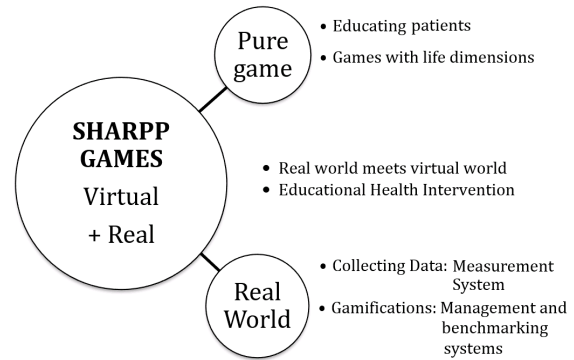 Pure
game
• Educating patients
• Games with life dimensions
SHARPP
GAMES
Virtual
+ Real
• Real world meets virtual world
• Educational Health Intervention
Real
World
• Collecting Data: Measurement
System
• Gamifications: Management and
benchmarking
systems